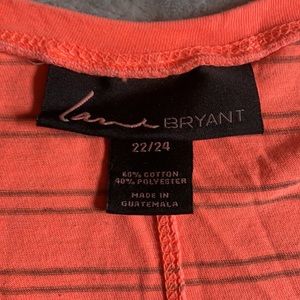 Lane BRYANT
22/24
60% COTTON
40% POLYESTER
MADE IN
GUATEMALA